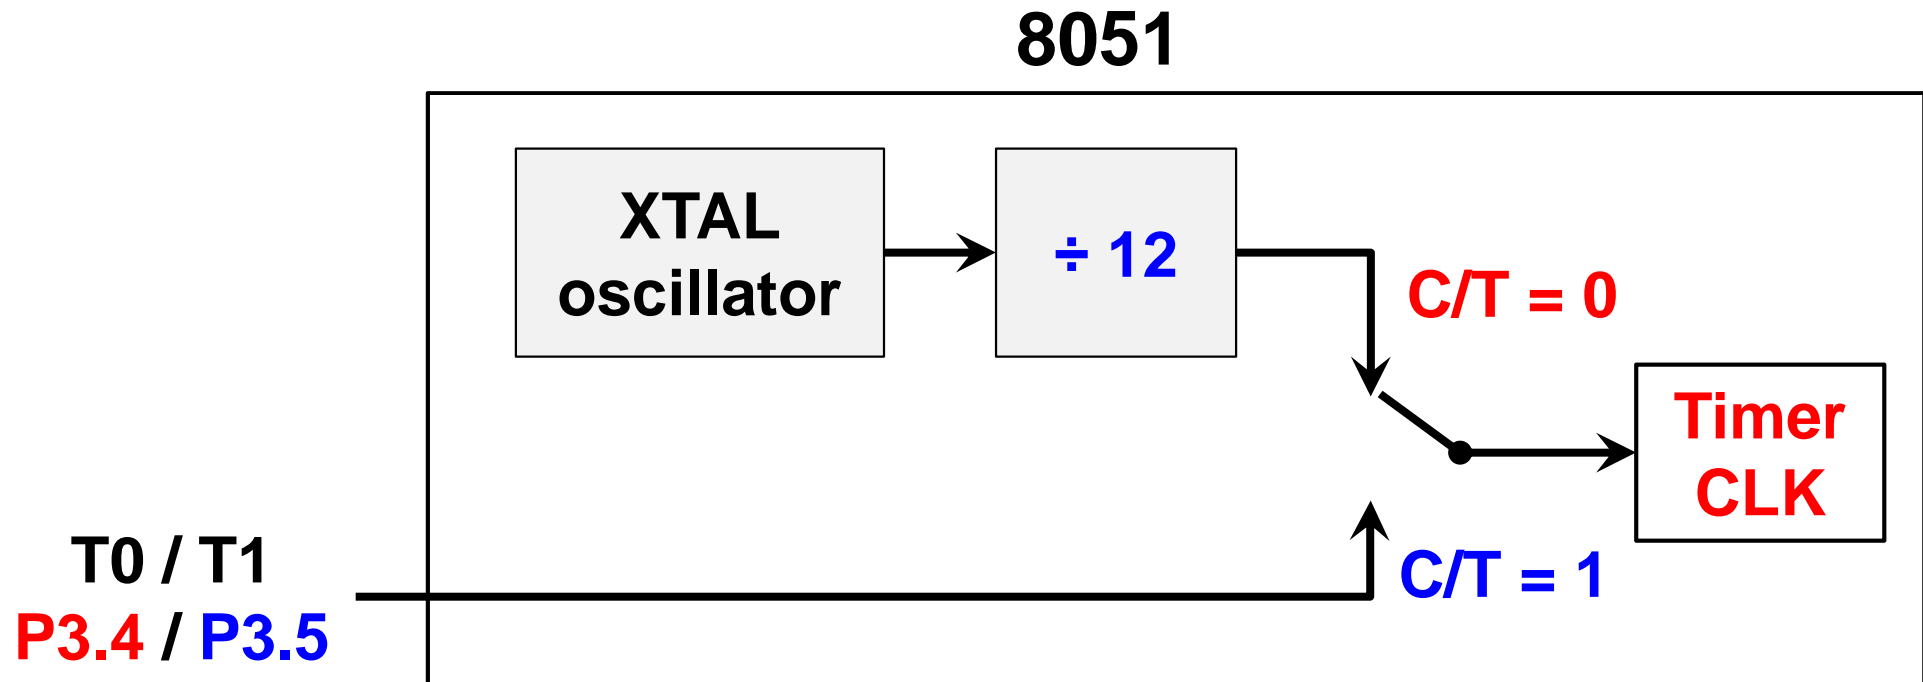 8051
XTAL
oscillator
÷ 12
C/T = 0
Timer
CLK
T0 / T1
P3.4 / P3.5
C/T = 1